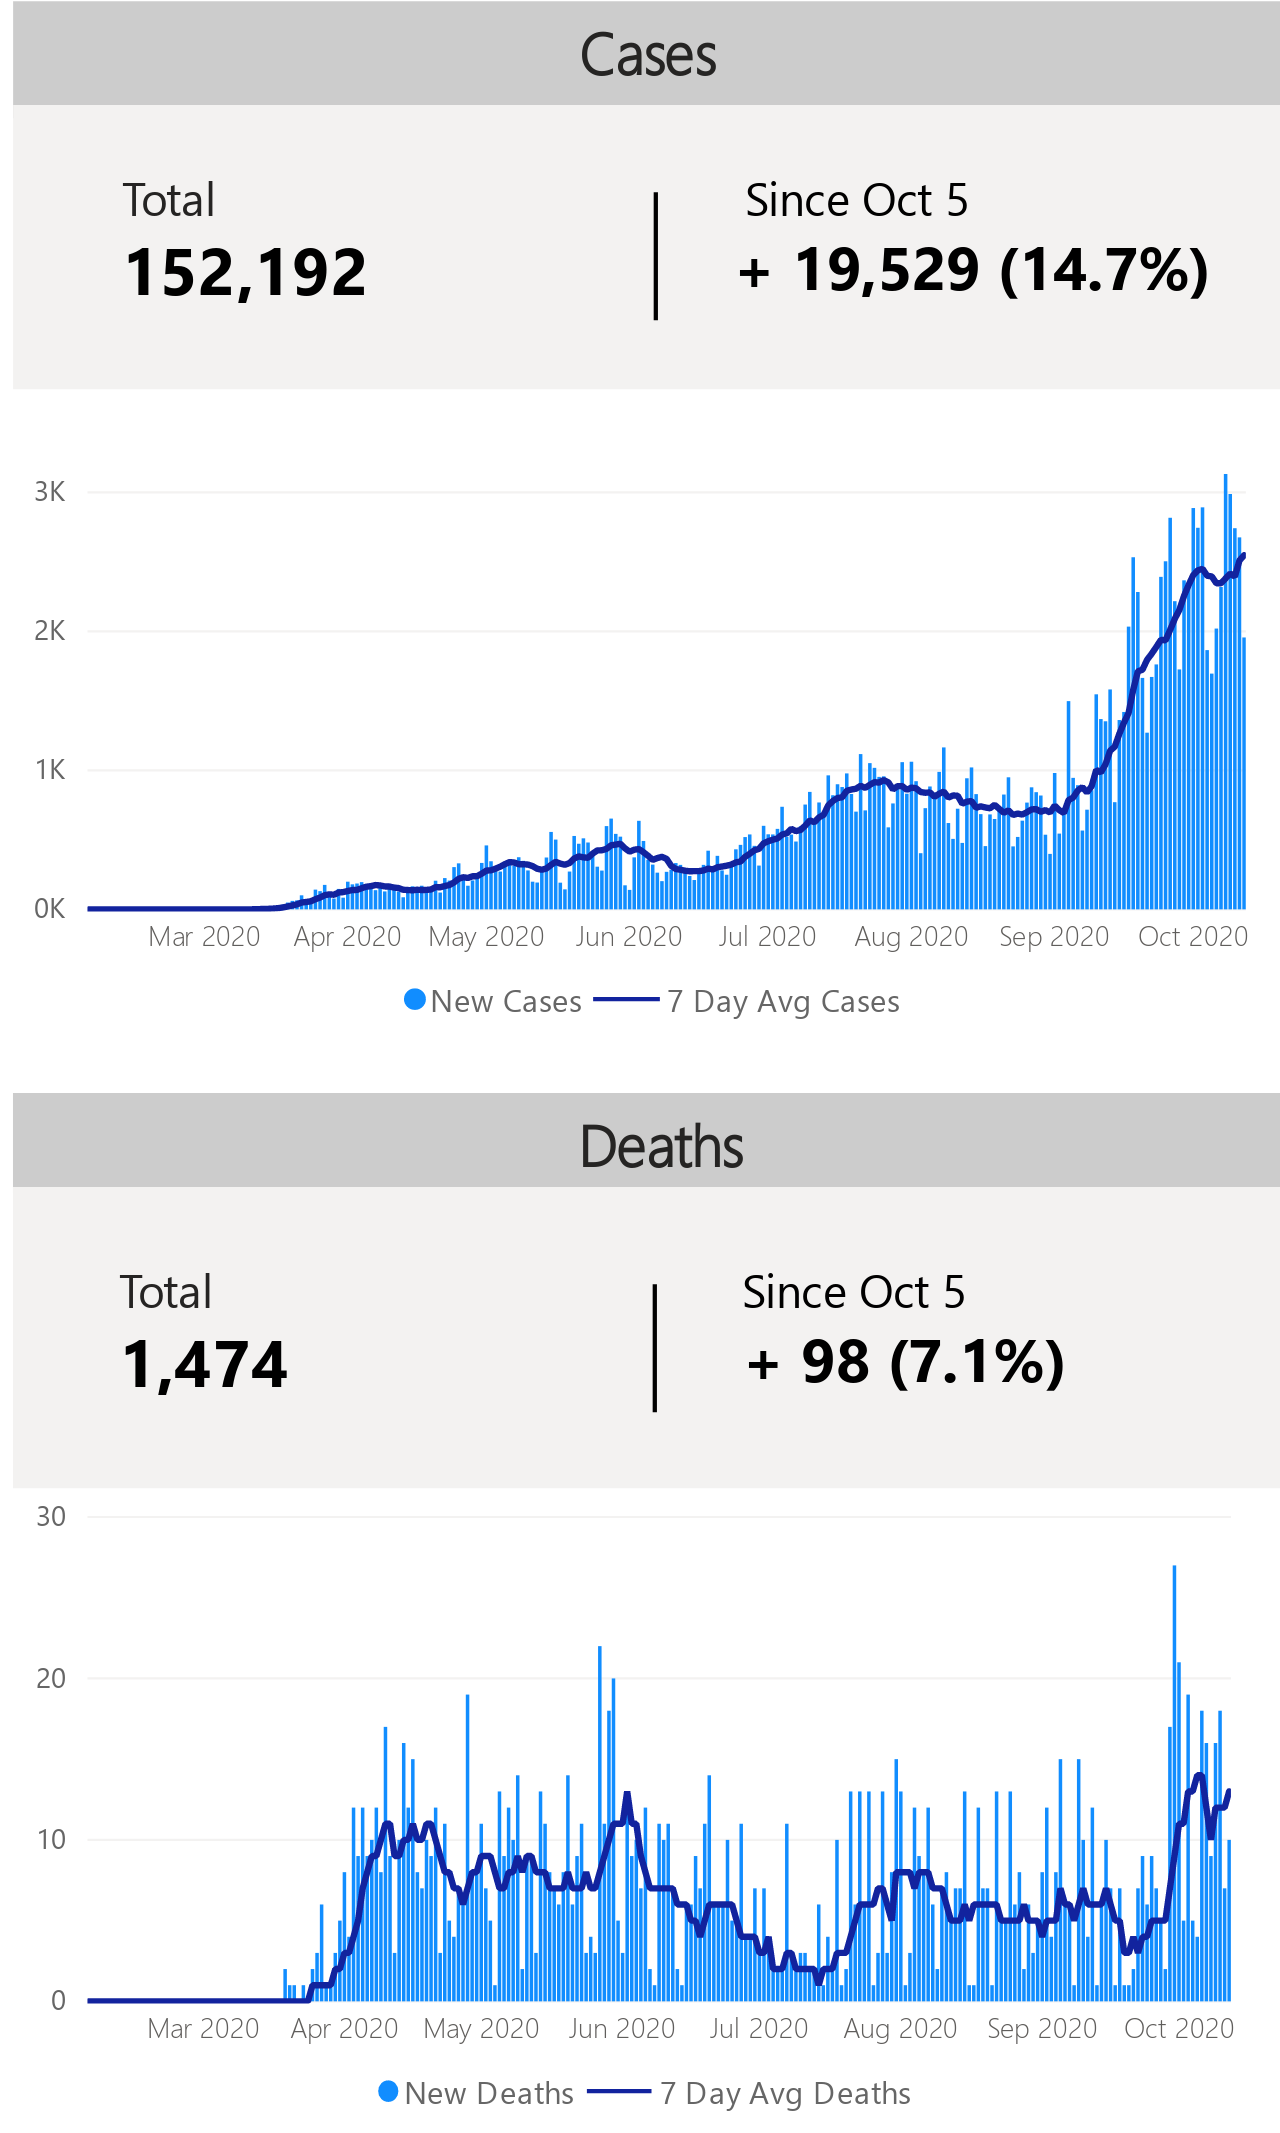 Cases
Total
Since Oct 5
152,192
+ 19,529 (14.7%)
3K
2K
1K
0K
Mar 2020 Apr 2020 May 2020 Jun 2020 Jul 2020 Aug 2020 Sep 2020 Oct 2020
New Cases 7 Day Avg Cases
Deaths
Total
Since Oct 5
1,474
+ 98 (7.1%)
30
20
10
0
Mar 2020 Apr 2020 May 2020 Jun 2020 Jul 2020 Aug 2020 Sep 2020 Oct 2020
New Deaths 7 Day Avg Deaths